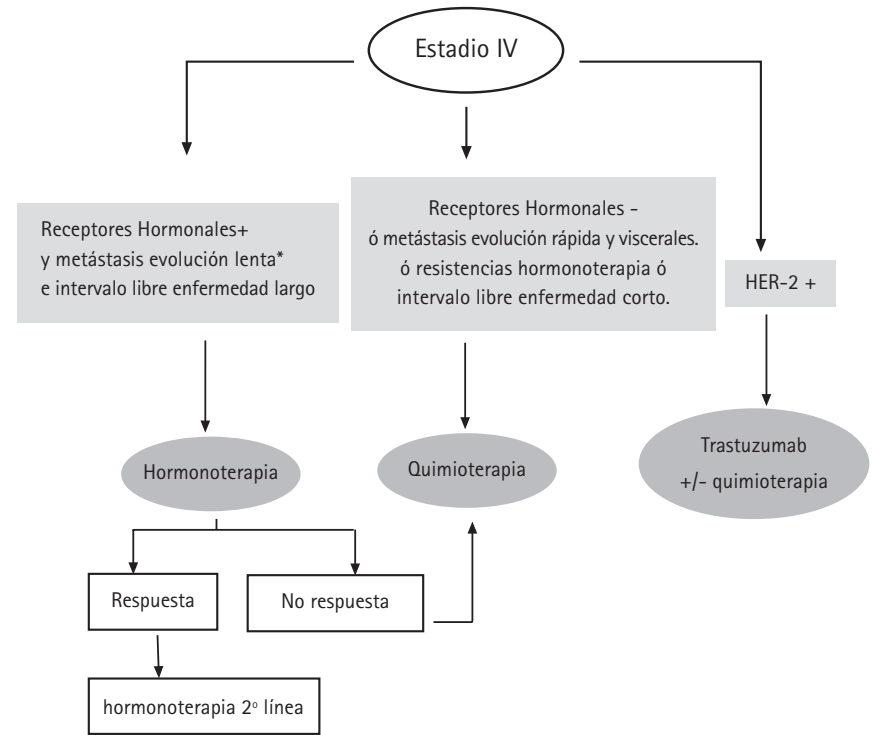 Estadio IV
Receptores Hormonales+
y metástasis evolución lenta*
e intervalo libre enfermedad largo
Receptores Hormonales -
ó metástasis evolución rápida y viscerales.
ó resistencias hormonoterapia ó
intervalo libre enfermedad corto.
HER-2 +
Hormonoterapia
Quimioterapia
Trastuzumab
+/- quimioterapia
Respuesta
No respuesta
hormonoterapia 2º línea